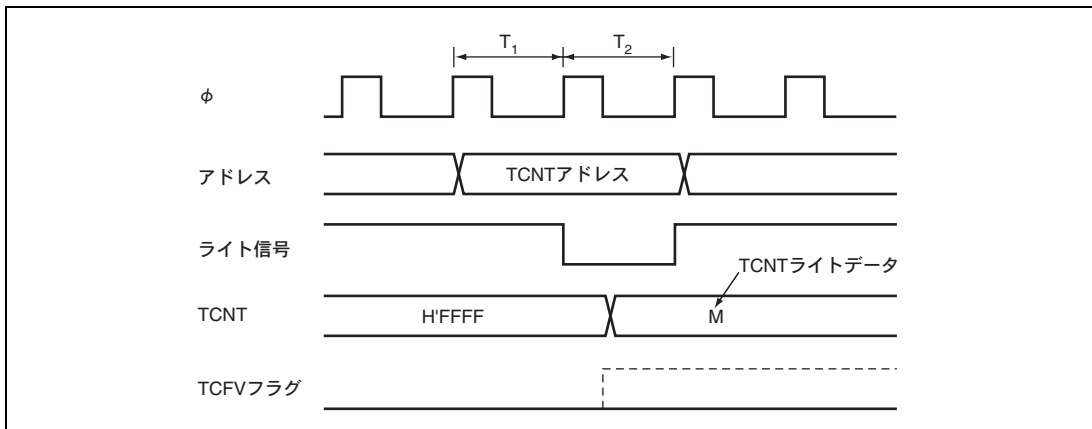 T1 T2
φ
アドレス
TCNTアドレス
ライト信号
TCNTライトデータ
TCNT
H'FFFF
M
TCFVフラグ